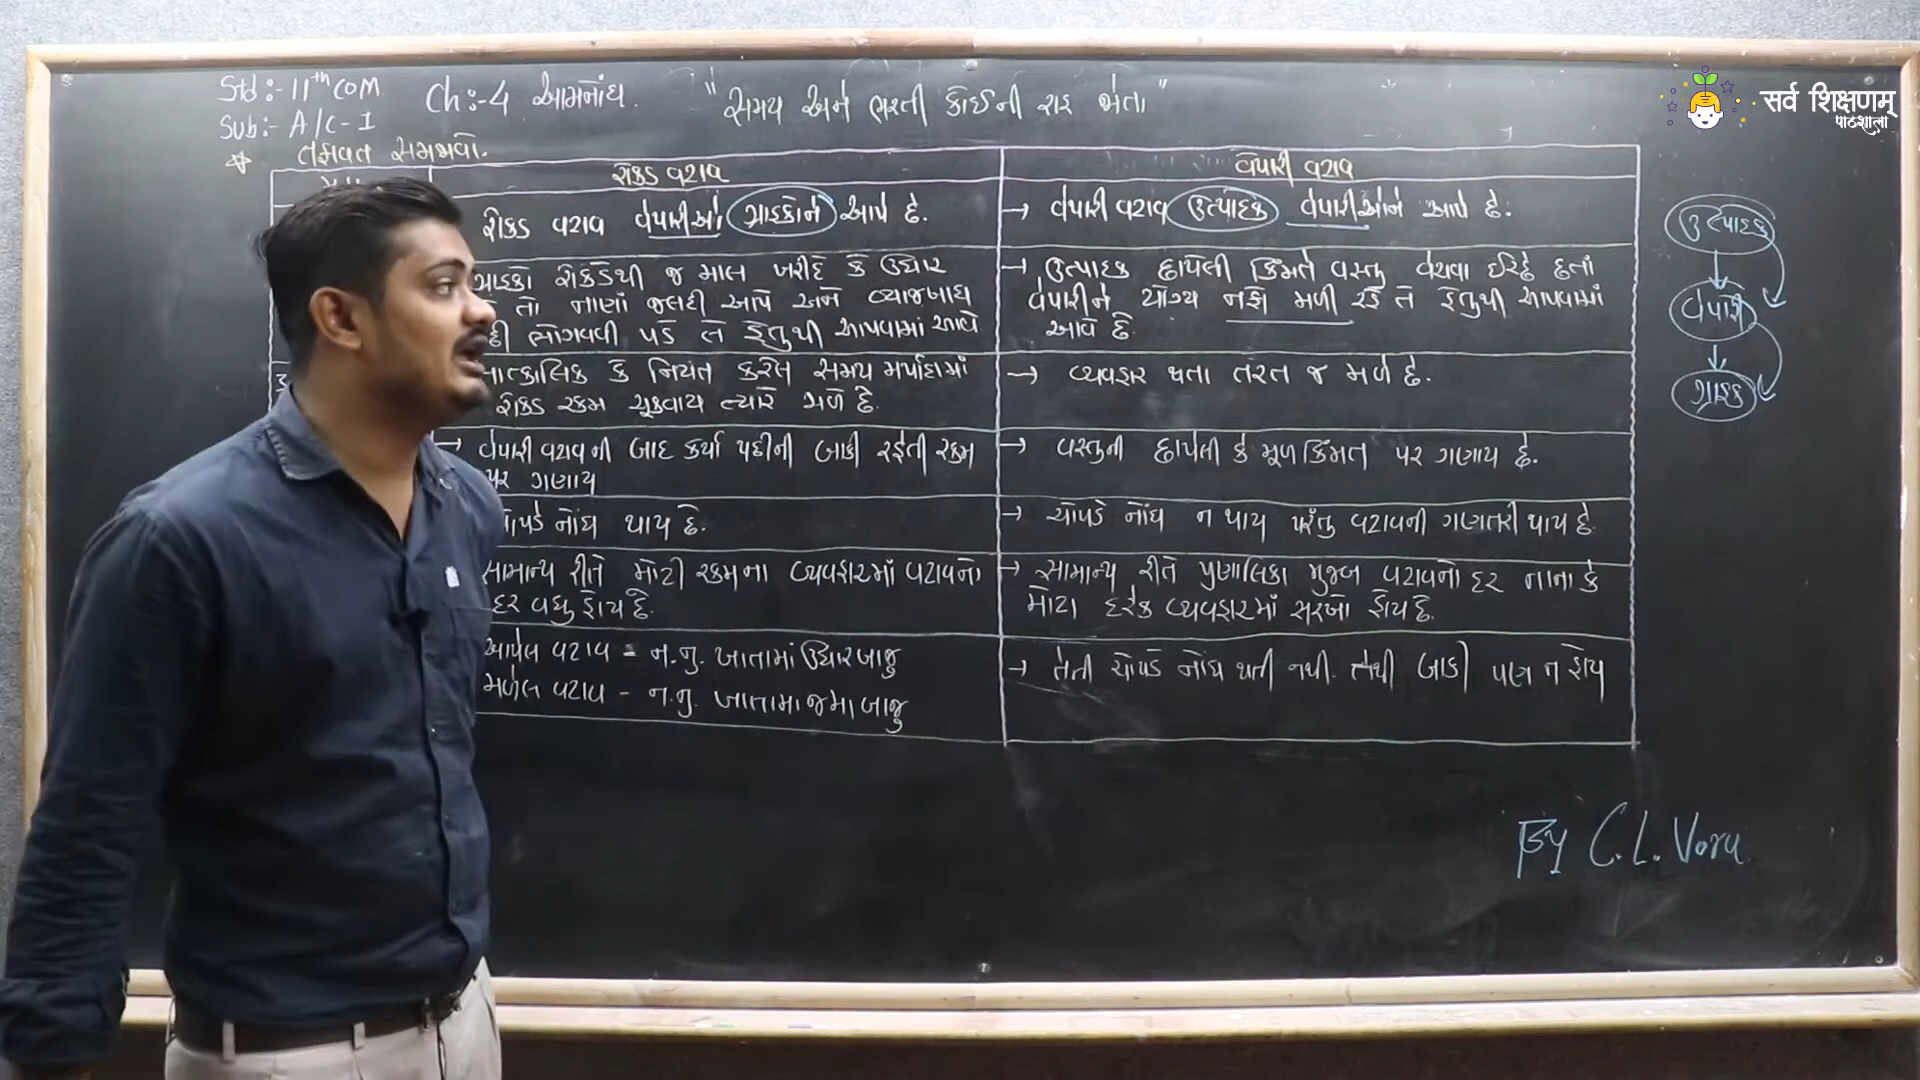 Std:- 11th COM
Sub:- A/C-I
Ch:-4 આમનોંધ.
"સમય અને ભરતી કોઈની રાહ જોતા"
તફાવત સમજાવો.
રોકડ વટાવ
વેપારી વટાવ
રોકડ વટાવ વેપારીઓ ગ્રાહકોને આપે છે.
→ વેપારી વટાવ ઉત્પાદક વેપારીઓને આપે છે.
ગ્રાહકો રોકડેથી જ માલ ખરીદે કે ઉધાર
તો નાણાં જલદી આપે અને વ્યાજખાધ
ભોગવવી પડે તે હેતુથી આપવામાં આવે
→ ઉત્પાદક છાપેલી કિંમતે વસ્તુ વેચવા ઈચ્છે છતાં
વેપારીને યોગ્ય નફો મળી રહે તે હેતુથી આપવામાં
આવે છે.
તાત્કાલિક કે નિયત કરેલ સમય મર્યાદામાં
રોકડ રકમ ચૂકવાય ત્યારે મળે છે.
→ વ્યવહાર થતા તરત જ મળે છે.
→ વેપારી વટાવની બાદ કર્યા પછીની બાકી રહેતી રકમ
પર ગણાય
→ વસ્તુની છાપેલી કે મૂળ કિંમત પર ગણાય છે.
ચોપડે નોંધ થાય છે.
→ ચોપડે નોંધ ન થાય પરંતુ વટાવની ગણતરી થાય છે.
સામાન્ય રીતે મોટી રકમના વ્યવહારમાં વટાવનો
દર વધુ હોય છે.
→ સામાન્ય રીતે પ્રણાલિકા મુજબ વટાવનો દર નાના કે
મોટા દરેક વ્યવહારમાં સરખો હોય છે.
આપેલ વટાવ - ન.નુ. ખાતામાં ઉધારબાજુ
મળેલ વટાવ - ન.નુ. ખાતામા જમા બાજુ
→ તેની ચોપડે નોંધ થતી નથી. તેથી બાકી પણ ન હોય
ઉત્પાદક
વેપારી
ગ્રાહક
By C.L. Vora
सर्व शिक्षणम्
પાઠશાલા